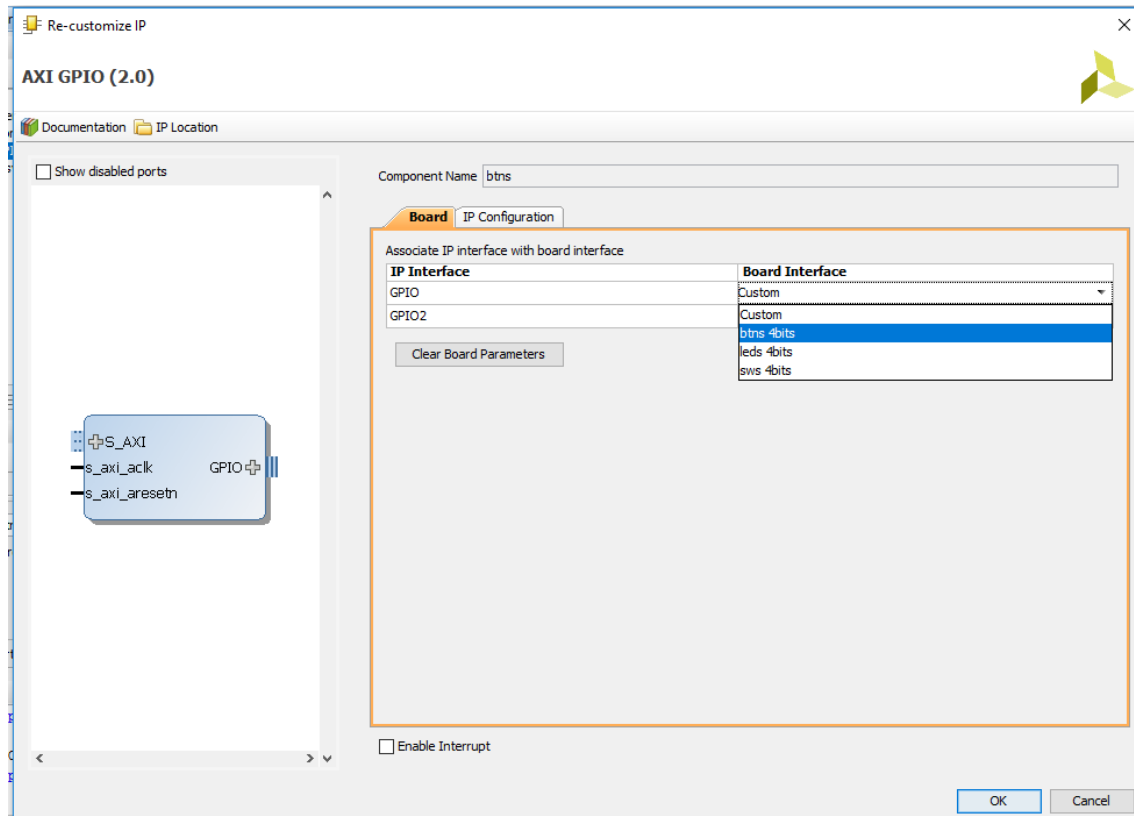 Re-customize IP
AXI GPIO (2.0)
Documentation IP Location
Show disabled ports
Component Name btns
Board IP Configuration
Associate IP interface with board interface
IP Interface Board Interface
GPIO Custom
GPIO2 Custom
btns 4bits
leds 4bits
sws 4bits
Clear Board Parameters
S_AXI
s_axi_aclk GPIO
s_axi_aresetn
Enable Interrupt
OK Cancel